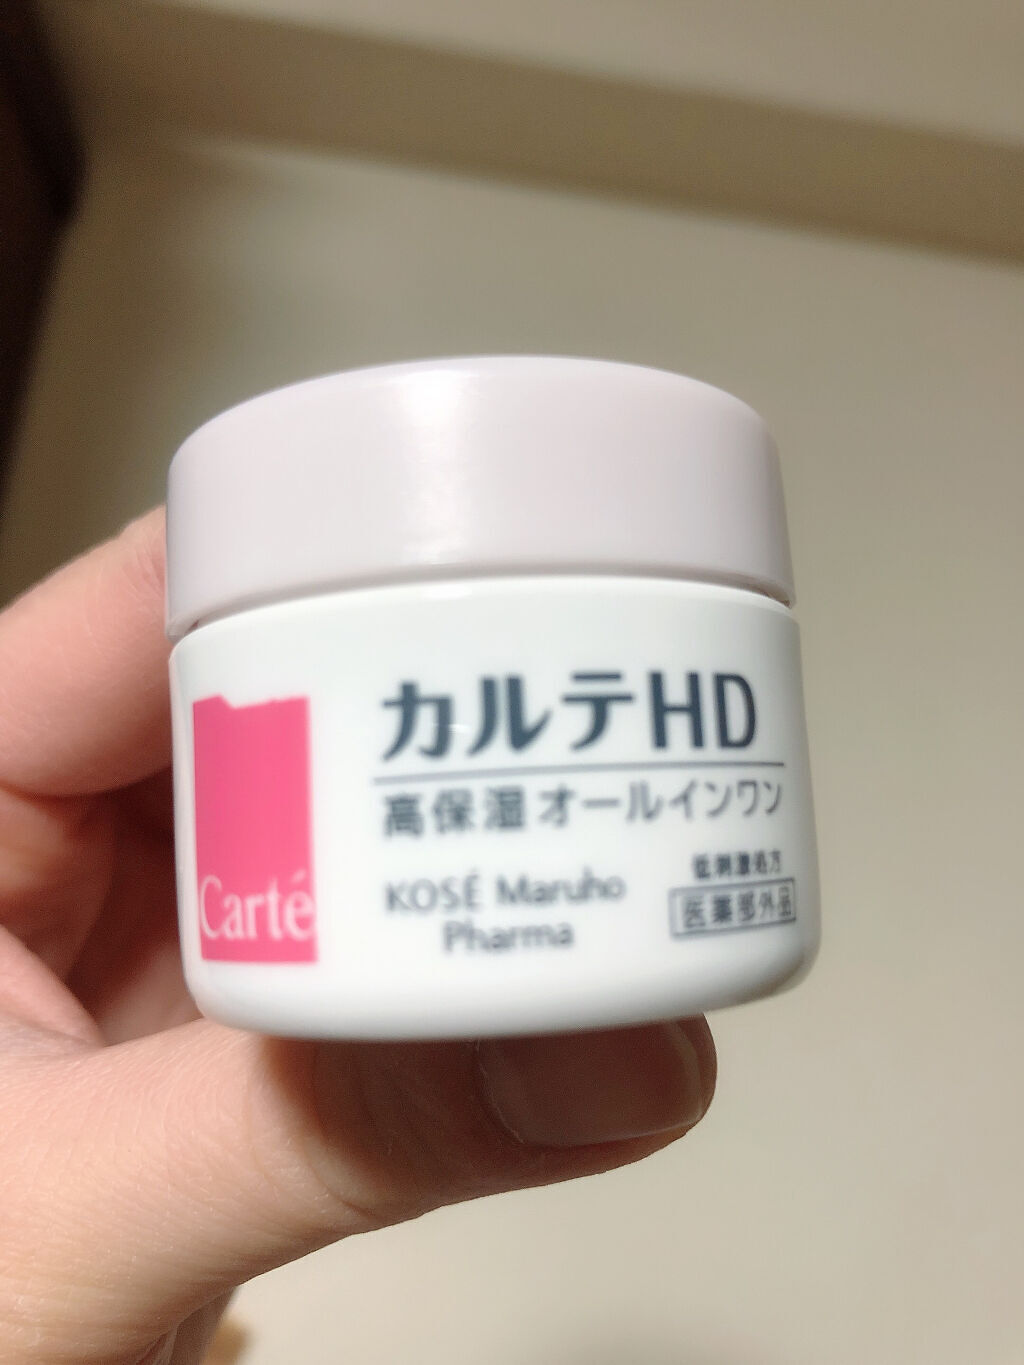 カルテHD
高保湿オールインワン
Carté
KOSÉ Maruho
Pharma
低刺激処方
医薬部外品